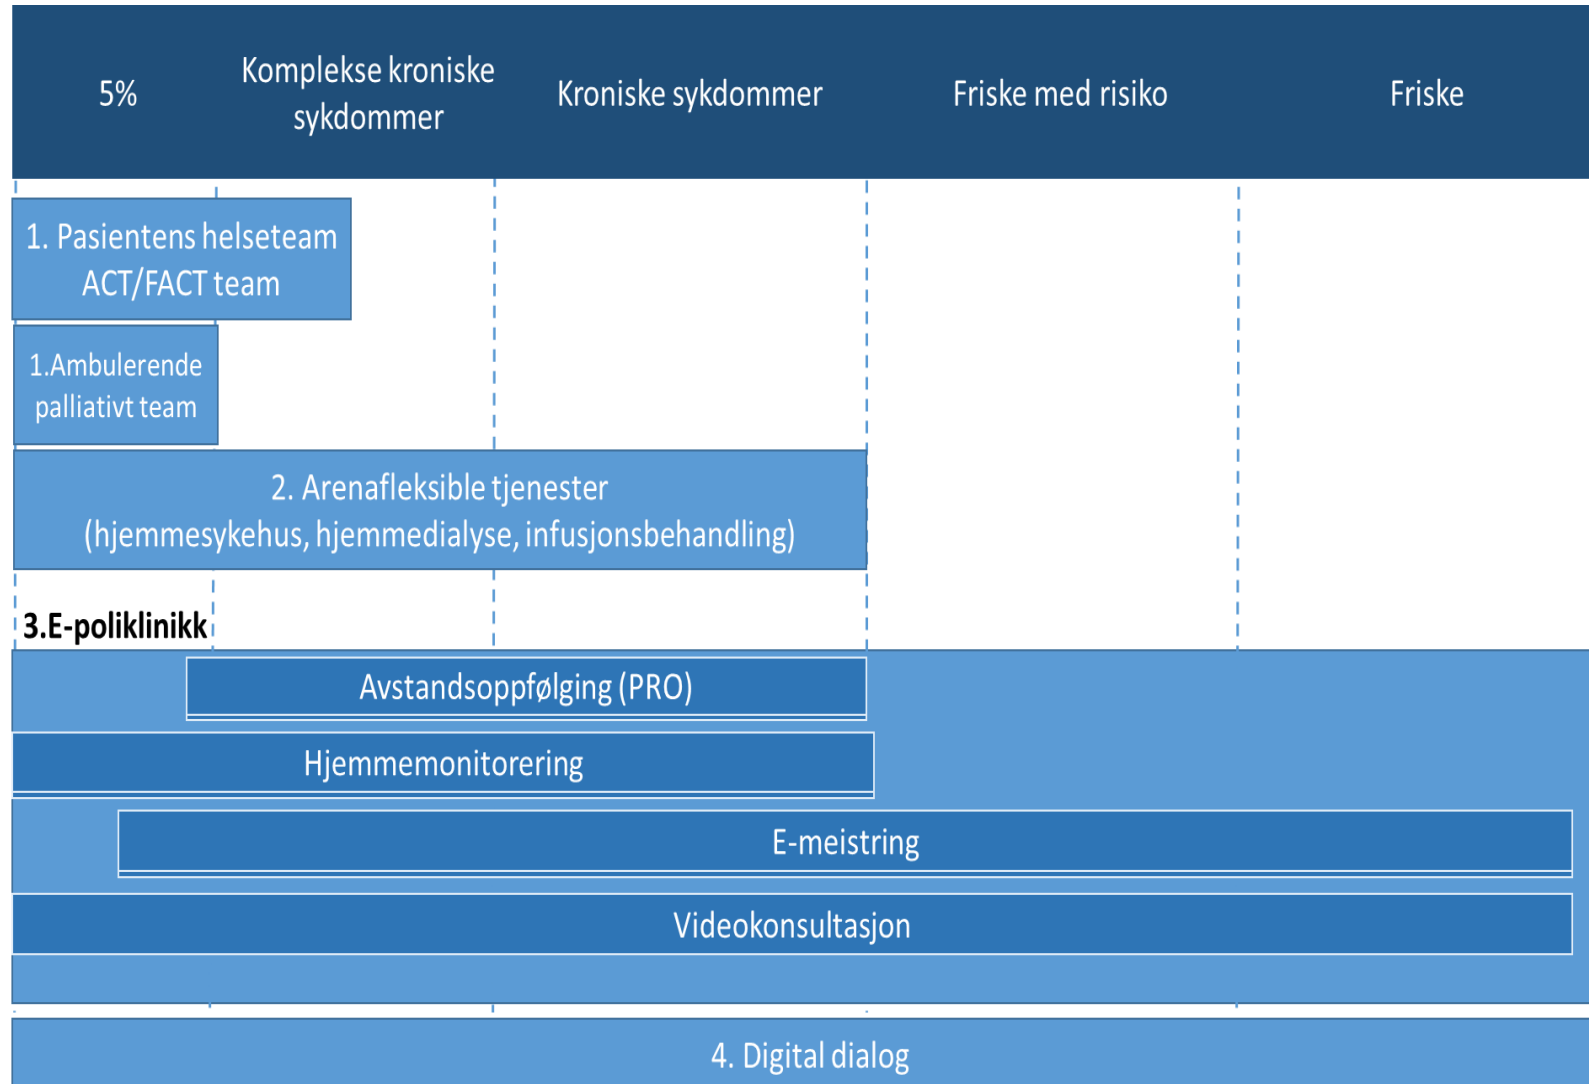 5%
Komplekse kroniske
sykdommer
Kroniske sykdommer
Friske med risiko
Friske
1. Pasientens helseteam
ACT/FACT team
1.Ambulerende
palliativt team
2. Arenafleksible tjenester
(hjemmesykehus, hjemmedialyse, infusjonsbehandling)
3.E-poliklinikk
Avstandsoppfølging (PRO)
Hjemmemonitorering
E-meistring
Videokonsultasjon
4. Digital dialog